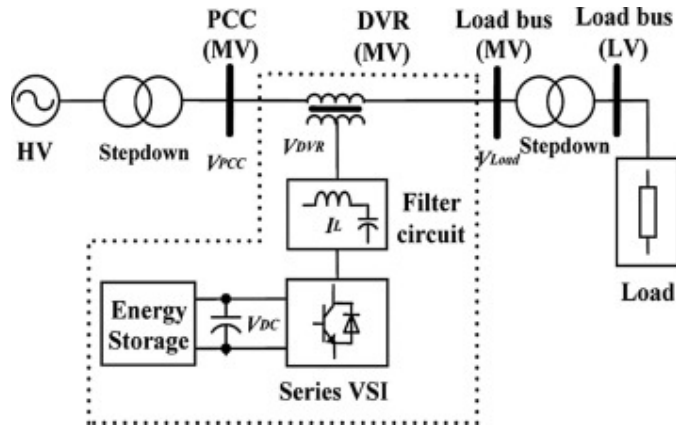 PCC
(MV)
DVR
(MV)
Load bus
(MV)
Load bus
(LV)
HV
Stepdown
VPCC
VDVR
VLoad
Stepdown
IL
Filter
circuit
Load
Energy
Storage
VDC
Series VSI